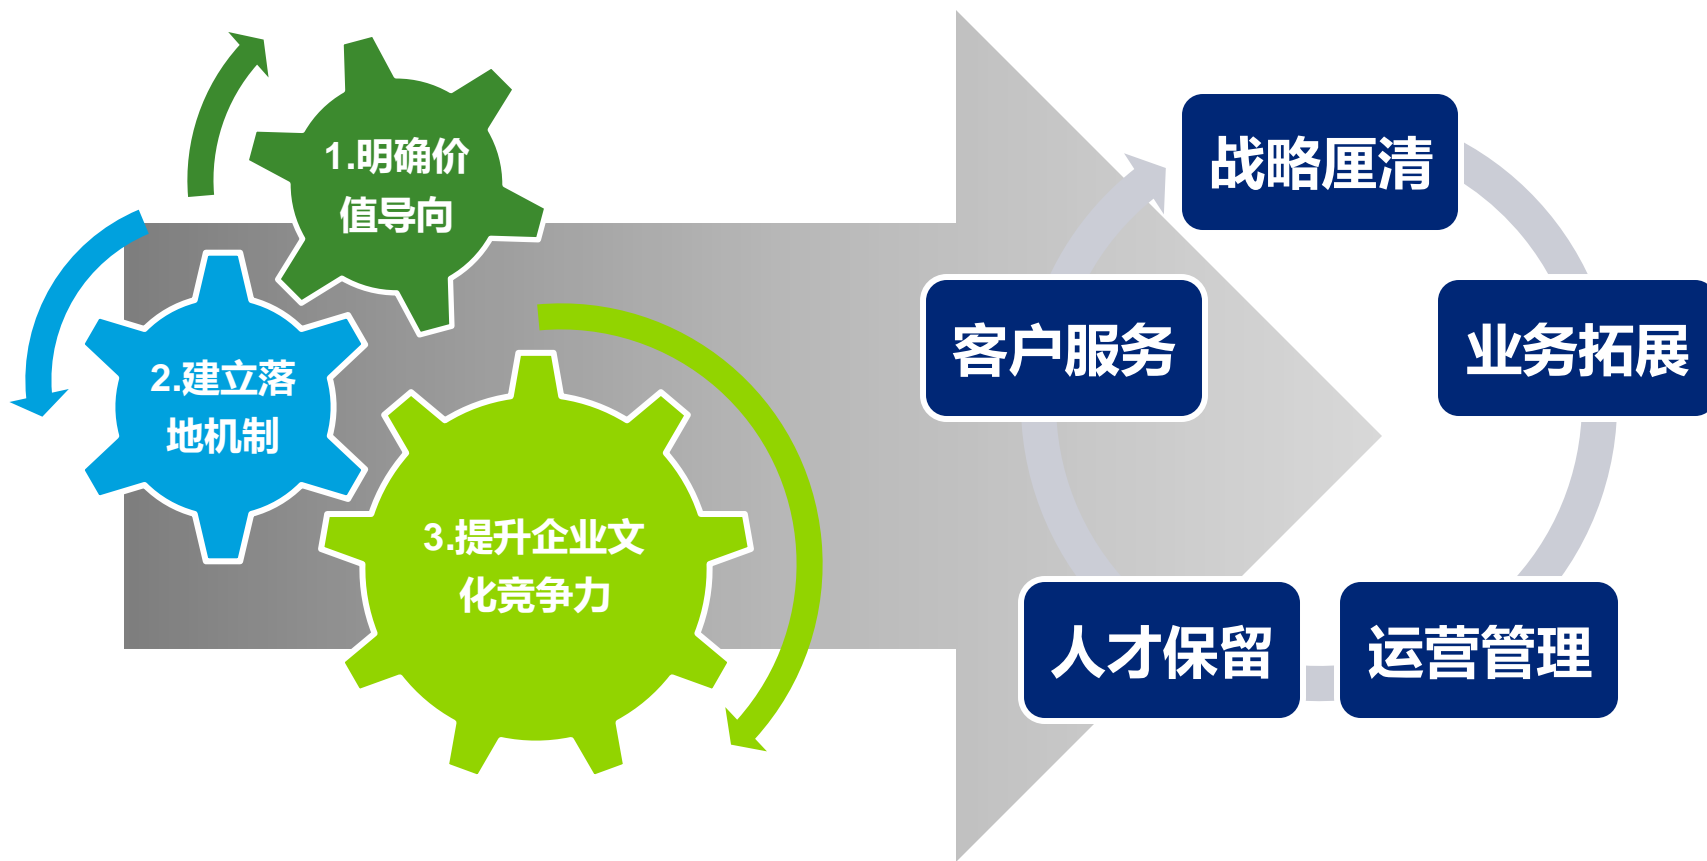 1.明确价
值导向
2.建立落
地机制
3.提升企业文
化竞争力
战略厘清
业务拓展
运营管理
人才保留
客户服务